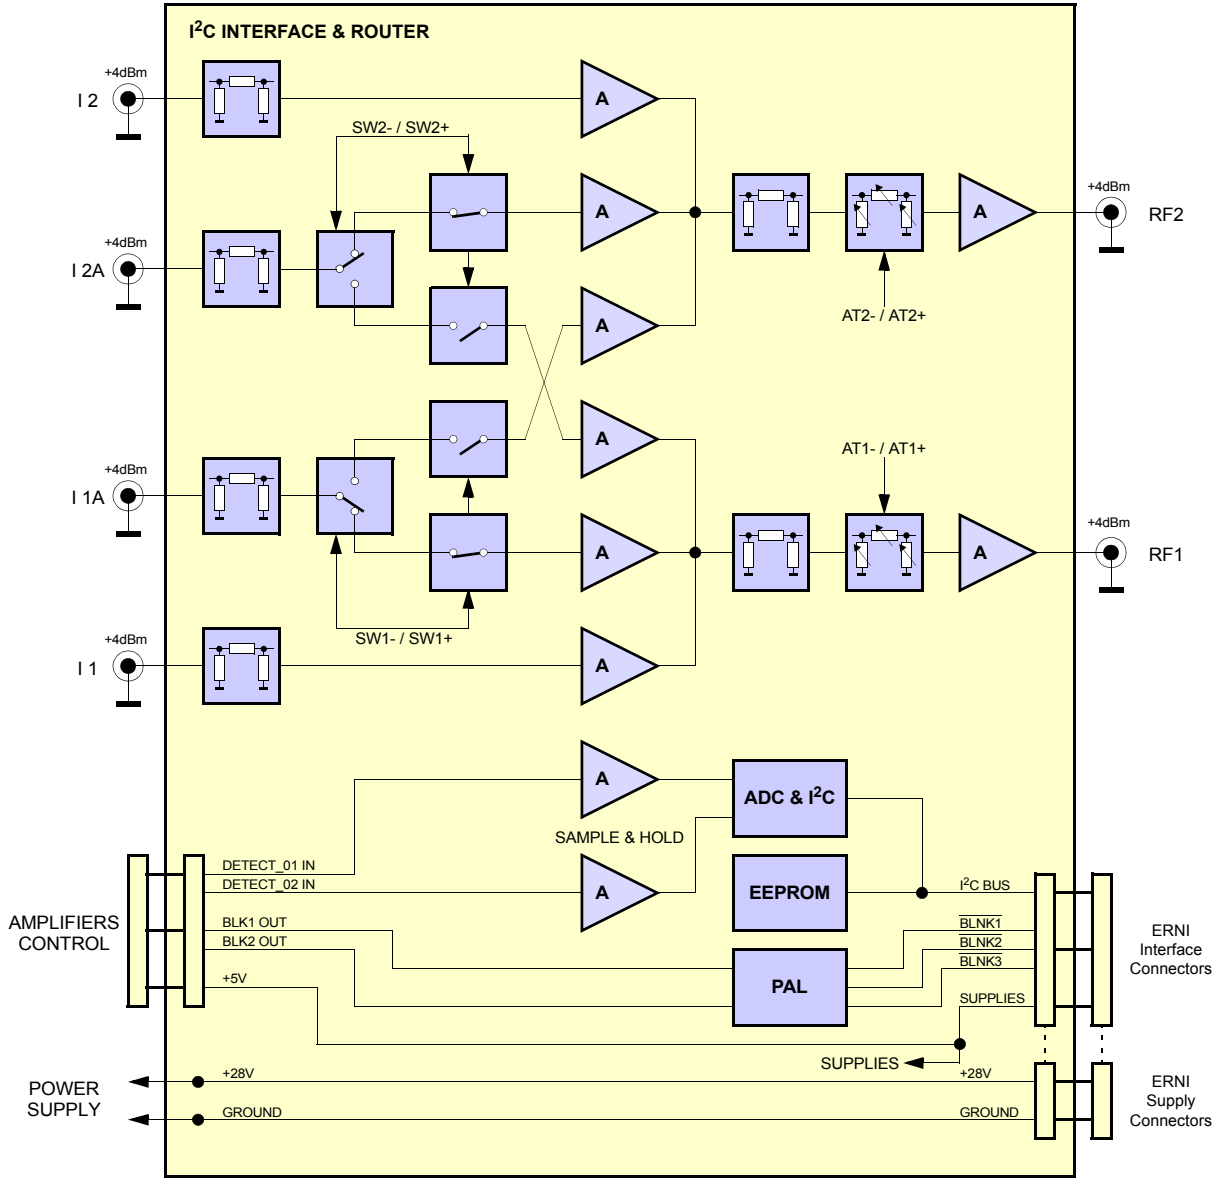 I²C INTERFACE & ROUTER
+4dBm
I 2
A
SW2- / SW2+
A
+4dBm
RF2
A
+4dBm
I 2A
AT2- / AT2+
A
A
AT1- / AT1+
+4dBm
I 1A
A
A
+4dBm
RF1
SW1- / SW1+
+4dBm
I 1
A
A
ADC & I²C
SAMPLE & HOLD
DETECT_01 IN
DETECT_02 IN
A
EEPROM
I²C BUS
AMPLIFIERS
CONTROL
BLK1 OUT
BLK2 OUT
+5V
PAL
BLNK1
BLNK2
BLNK3
SUPPLIES
ERNI
Interface
Connectors
SUPPLIES
POWER
SUPPLY
+28V
GROUND
+28V
GROUND
ERNI
Supply
Connectors